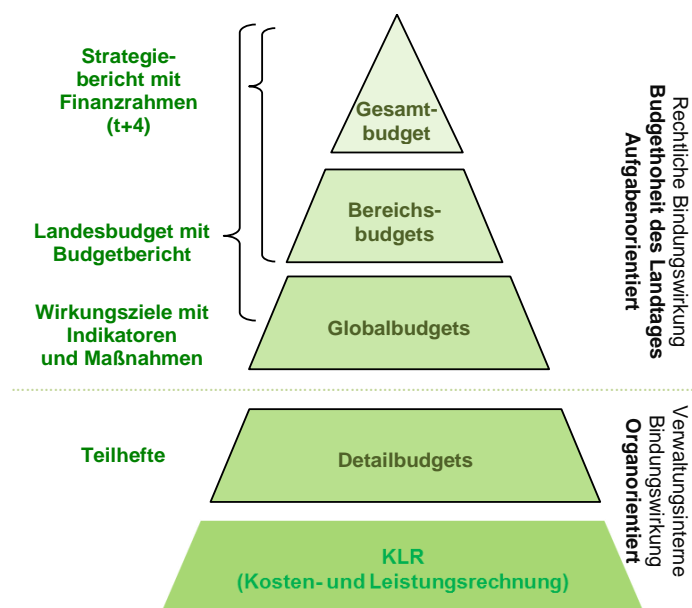 Strategie-
bericht mit
Finanzrahmen
(t+4)
Gesamt-
budget
Bereichs-
budgets
Landesbudget mit
Budgetbericht
Wirkungsziele mit
Indikatoren
und Maßnahmen
Globalbudgets
Rechtliche Bindungswirkung
Budgethoheit des Landtages
Aufgabenorientiert
Teilhefte
Detailbudgets
KLR
(Kosten- und Leistungsrechnung)
Verwaltungsinterne
Bindungswirkung
Organorientiert